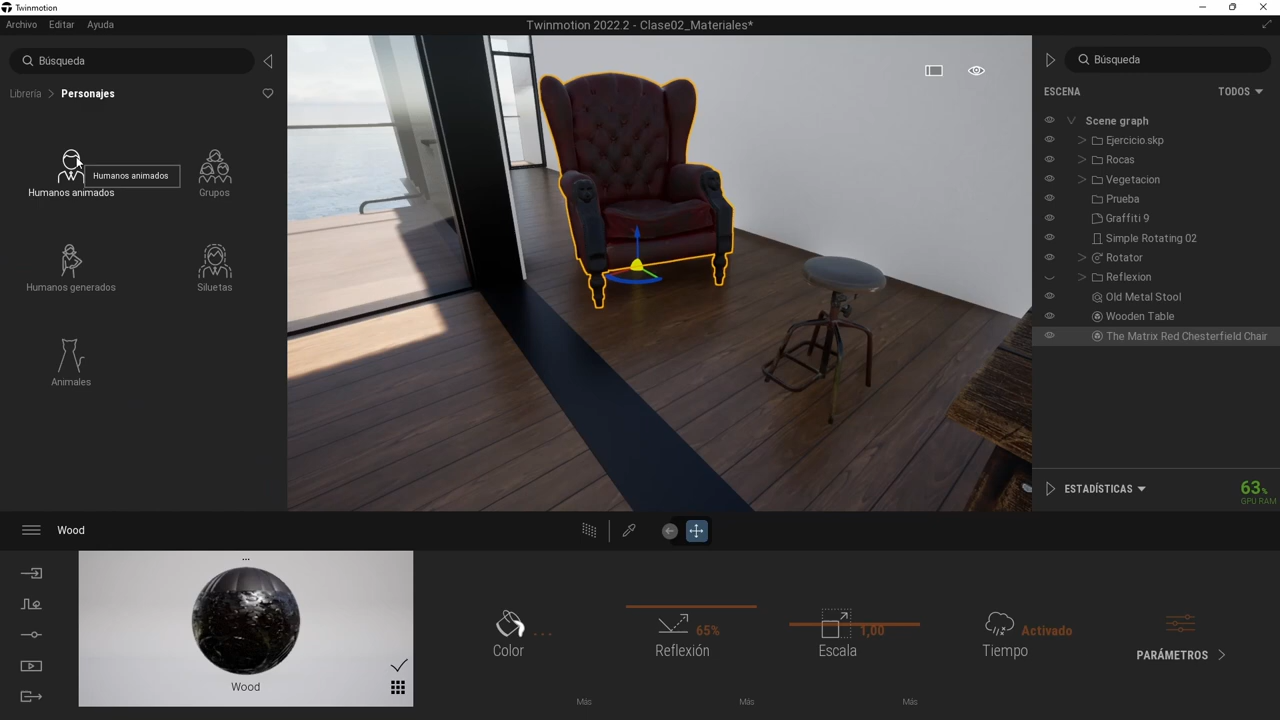 Twinmotion
Archivo Editar Ayuda
Twinmotion 2022.2 - Clase02_Materiales*
Búsqueda
Librería > Personajes
Humanos animados
Humanos animados
Grupos
Humanos generados
Siluetas
Animales
Búsqueda
ESCENA
TODOS
Scene graph
Ejercicio.skp
Rocas
Vegetacion
Prueba
Graffiti 9
Simple Rotating 02
Rotator
Reflexion
Old Metal Stool
Wooden Table
The Matrix Red Chesterfield Chair
ESTADÍSTICAS
63%
GPU RAM
Wood
...
Wood
Color
...
65%
Reflexión
1,00
Escala
Activado
Tiempo
PARÁMETROS >
Más
Más
Más